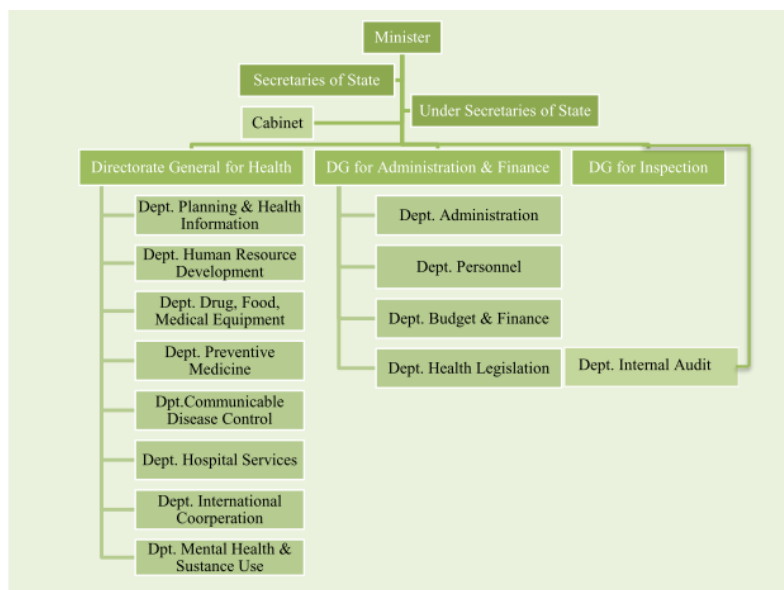 Minister
Secretaries of State
Under Secretaries of State
Cabinet
Directorate General for Health
DG for Administration & Finance
DG for Inspection
Dept. Planning & Health
Information
Dept. Human Resource
Development
Dept. Drug, Food,
Medical Equipment
Dept. Preventive
Medicine
Dpt.Communicable
Disease Control
Dept. Hospital Services
Dept. International
Coorperation
Dpt. Mental Health &
Sustance Use
Dept. Administration
Dept. Personnel
Dept. Budget & Finance
Dept. Health Legislation
Dept. Internal Audit